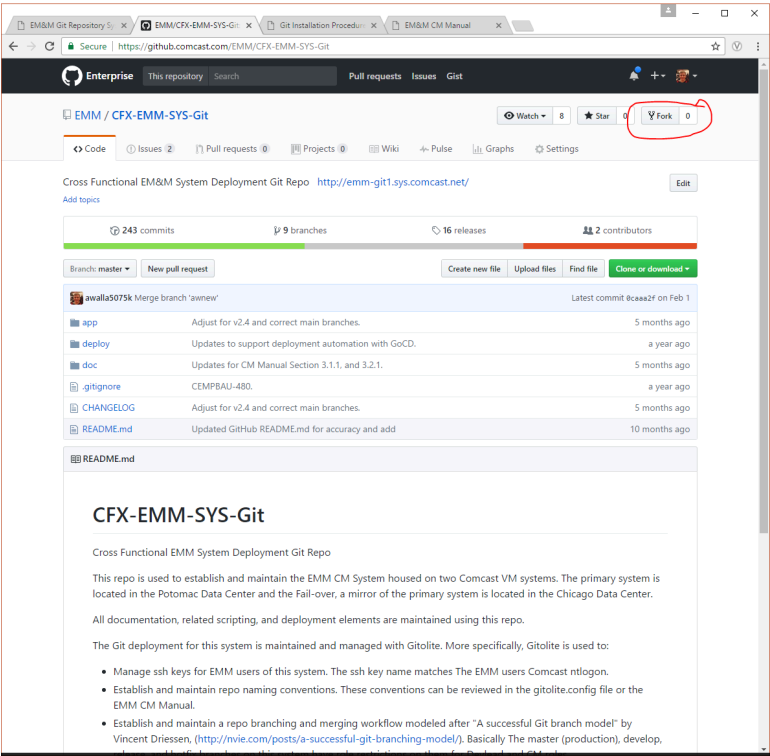 EM&M Git Repository Sy
EMM/CFX-EMM-SYS-Git:
Git Installation Procedure
EM&M CM Manual
Secure https://github.comcast.com/EMM/CFX-EMM-SYS-Git
Enterprise This repository Search Pull requests Issues Gist
EMM / CFX-EMM-SYS-Git Watch 8 Star 0 Fork 0
Code Issues 2 Pull requests 0 Projects 0 Wiki Pulse Graphs Settings
Cross Functional EM&M System Deployment Git Repo http://emm-git1.sys.comcast.net/ Edit
Add topics
243 commits 9 branches 16 releases 2 contributors
Branch: master New pull request Create new file Upload files Find file Clone or download
awalla5075k Merge branch 'awnew' Latest commit 0caaa2f on Feb 1
app Adjust for v2.4 and correct main branches. 5 months ago
deploy Updates to support deployment automation with GoCD. a year ago
doc Updates for CM Manual Section 3.1.1, and 3.2.1. 5 months ago
.gitignore CEMPBAU-480. a year ago
CHANGELOG Adjust for v2.4 and correct main branches. 5 months ago
README.md Updated GitHub README.md for accuracy and add 10 months ago
README.md
CFX-EMM-SYS-Git
Cross Functional EMM System Deployment Git Repo
This repo is used to establish and maintain the EMM CM System housed on two Comcast VM systems. The primary system is
located in the Potomac Data Center and the Fail-over, a mirror of the primary system is located in the Chicago Data Center.
All documentation, related scripting, and deployment elements are maintained using this repo.
The Git deployment for this system is maintained and managed with Gitolite. More specifically, Gitolite is used to:
• Manage ssh keys for EMM users of this system. The ssh key name matches The EMM users Comcast ntlogon.
• Establish and maintain repo naming conventions. These conventions can be reviewed in the gitolite.config file or the
EMM CM Manual.
• Establish and maintain a repo branching and merging workflow modeled after "A successful Git branch model" by
Vincent Driessen, (http://nvie.com/posts/a-successful-git-branching-model/). Basically The master (production), develop,